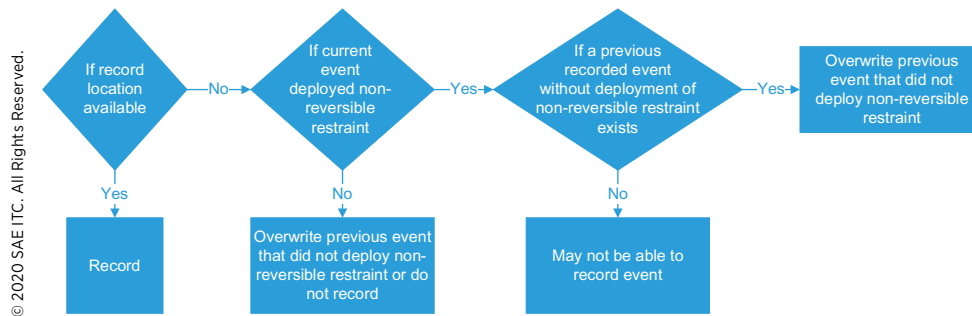 © 2020 SAE ITC. All Rights Reserved.
If record
location
available
No
If current
event
deployed non-
reversible
restraint
Yes
If a previous
recorded event
without deployment of
non-reversible restraint
exists
Yes
Overwrite previous
event that did not
deploy non-reversible
restraint
Yes
No
No
Record
Overwrite previous event
that did not deploy non-
reversible restraint or do
not record
May not be able to
record event